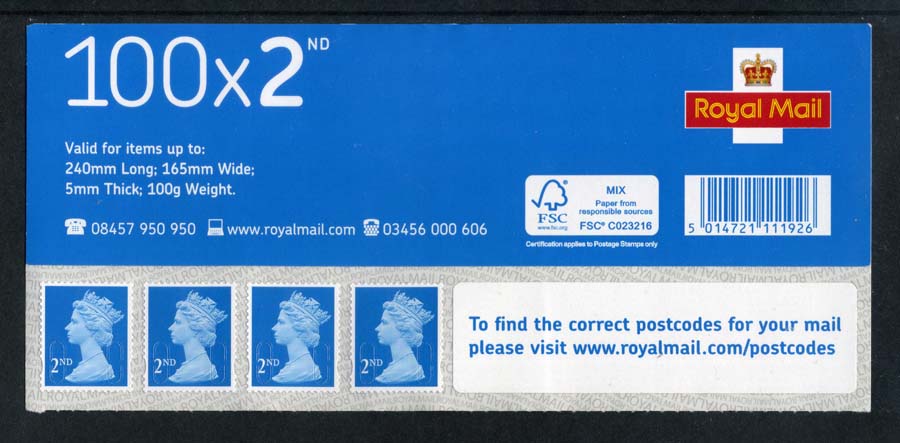 100x2ND
Royal Mail
Valid for items up to:
240mm Long; 165mm Wide;
5mm Thick; 100g Weight.
08457 950 950 www.royalmail.com 03456 000 606
FSC
www.fsc.org
MIX
Paper from
responsible sources
FSC® C023216
Certification applies to Postage Stamps only
5 014721 111926
2ND
2ND
2ND
2ND
To find the correct postcodes for your mail
please visit www.royalmail.com/postcodes